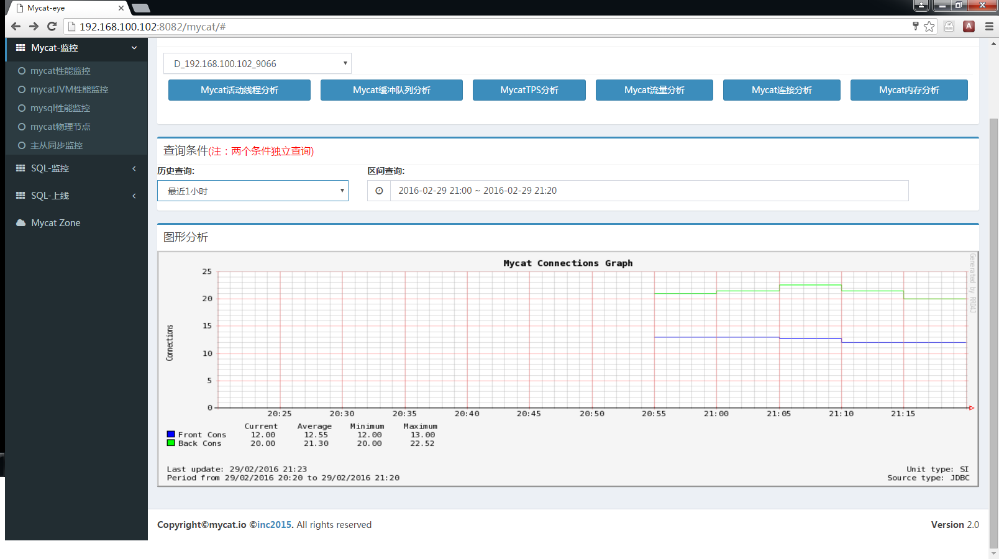 Mycat-eye
192.168.100.102:8082/mycat/#
A
Mycat-监控
mycat性能监控
mycatJVM性能监控
mysql性能监控
mycat物理节点
主从同步监控
SQL-监控
SQL-上线
Mycat Zone
D_192.168.100.102_9066
Mycat活动线程分析 Mycat缓冲队列分析 MycatTPS分析 Mycat流量分析 Mycat连接分析 Mycat内存分析
查询条件(注：两个条件独立查询)
历史查询: 区间查询:
最近1小时 2016-02-29 21:00 ~ 2016-02-29 21:20
图形分析
Mycat Connections Graph
Generated by RRD4J
Connections
25
20
15
10
5
0
20:25 20:30 20:35 20:40 20:45 20:50 20:55 21:00 21:05 21:10 21:15
Current Average Minimum Maximum
Front Cons 12.00 12.55 12.00 13.00
Back Cons 20.00 21.30 20.00 22.52
Last update: 29/02/2016 21:23 Unit type: SI
Period from 29/02/2016 20:20 to 29/02/2016 21:20 Source type: JDBC
Copyright©mycat.io ©inc2015. All rights reserved Version 2.0